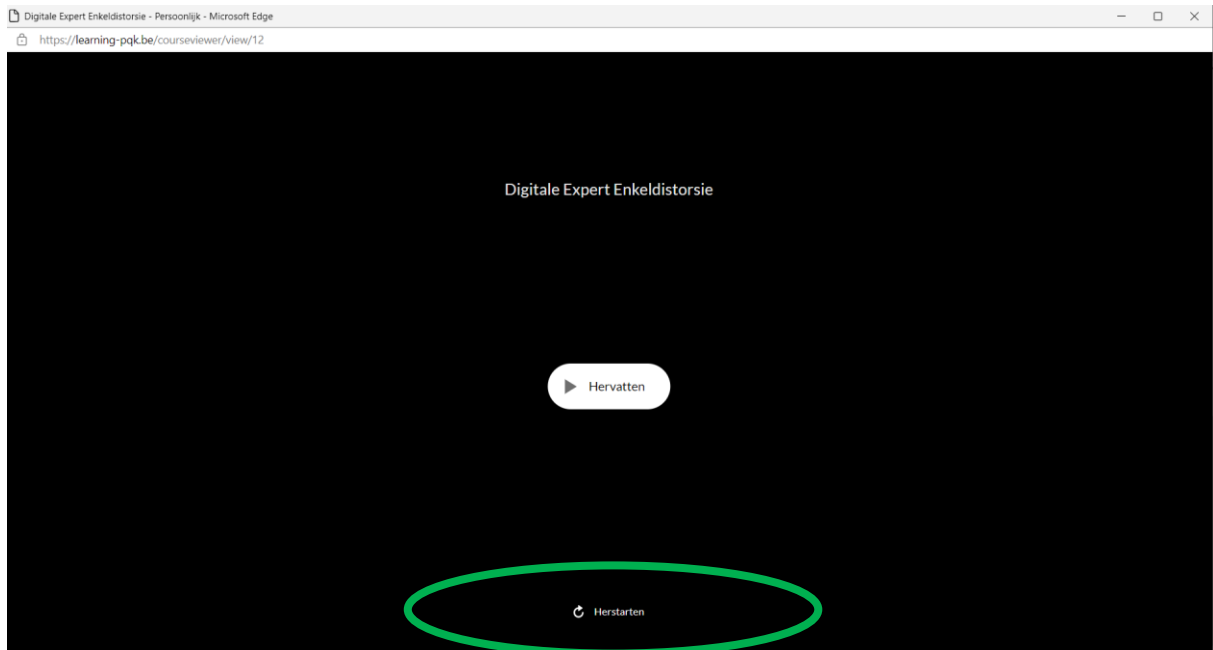 Digitale Expert Enkeldistorsie - Persoonlijk - Microsoft Edge
https://learning-pqk.be/courseviewer/view/12
Digitale Expert Enkeldistorsie
Hervatten
Herstarten